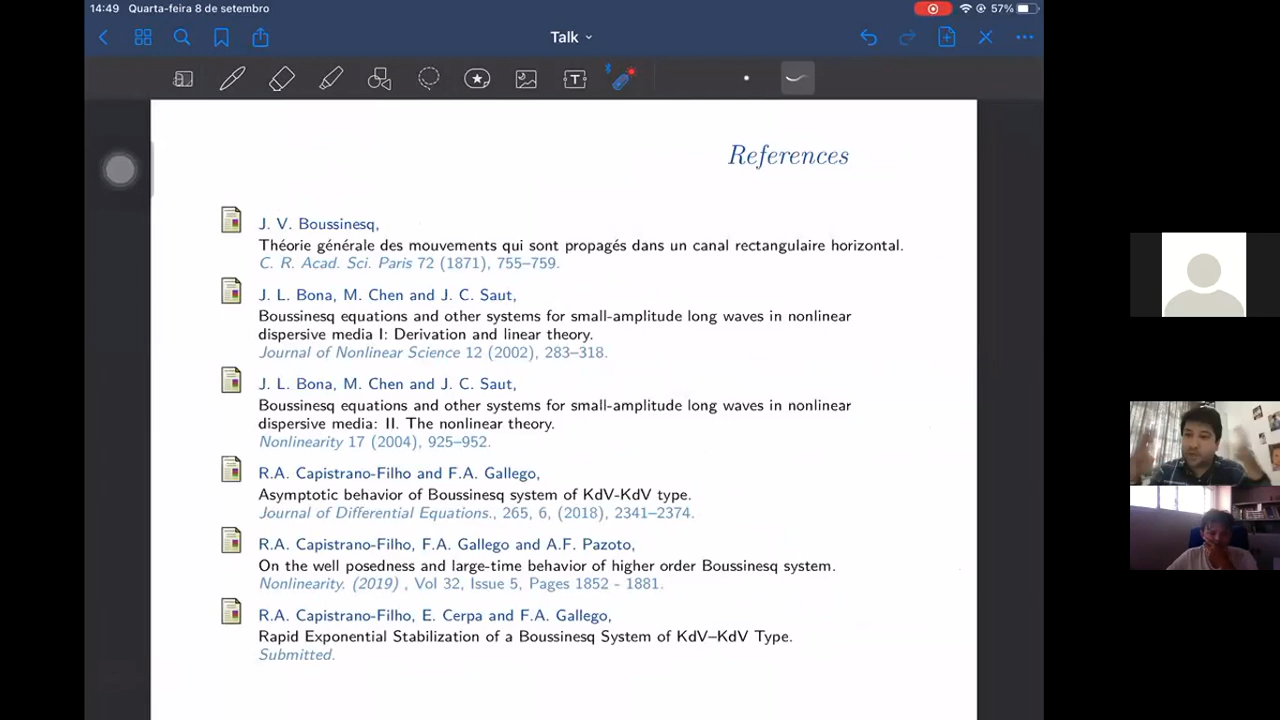 14:49 Quarta-feira 8 de setembro
57%
Talk
T
References
J. V. Boussinesq,
Théorie générale des mouvements qui sont propagés dans un canal rectangulaire horizontal.
C. R. Acad. Sci. Paris 72 (1871), 755–759.
J. L. Bona, M. Chen and J. C. Saut,
Boussinesq equations and other systems for small-amplitude long waves in nonlinear
dispersive media I: Derivation and linear theory.
Journal of Nonlinear Science 12 (2002), 283–318.
J. L. Bona, M. Chen and J. C. Saut,
Boussinesq equations and other systems for small-amplitude long waves in nonlinear
dispersive media: II. The nonlinear theory.
Nonlinearity 17 (2004), 925–952.
R.A. Capistrano-Filho and F.A. Gallego,
Asymptotic behavior of Boussinesq system of KdV-KdV type.
Journal of Differential Equations., 265, 6, (2018), 2341–2374.
R.A. Capistrano-Filho, F.A. Gallego and A.F. Pazoto,
On the well posedness and large-time behavior of higher order Boussinesq system.
Nonlinearity. (2019) , Vol 32, Issue 5, Pages 1852 - 1881.
R.A. Capistrano-Filho, E. Cerpa and F.A. Gallego,
Rapid Exponential Stabilization of a Boussinesq System of KdV–KdV Type.
Submitted.